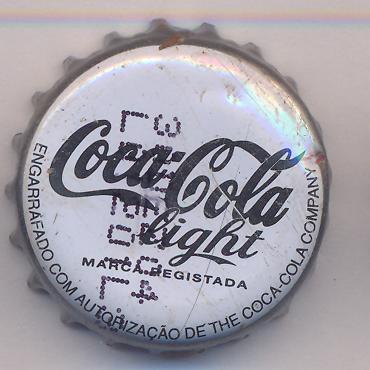 Coca-Cola
light
MARCA REGISTADA
ENGARRAFADO COM AUTORIZAÇÃO DE THE COCA-COLA COMPANY